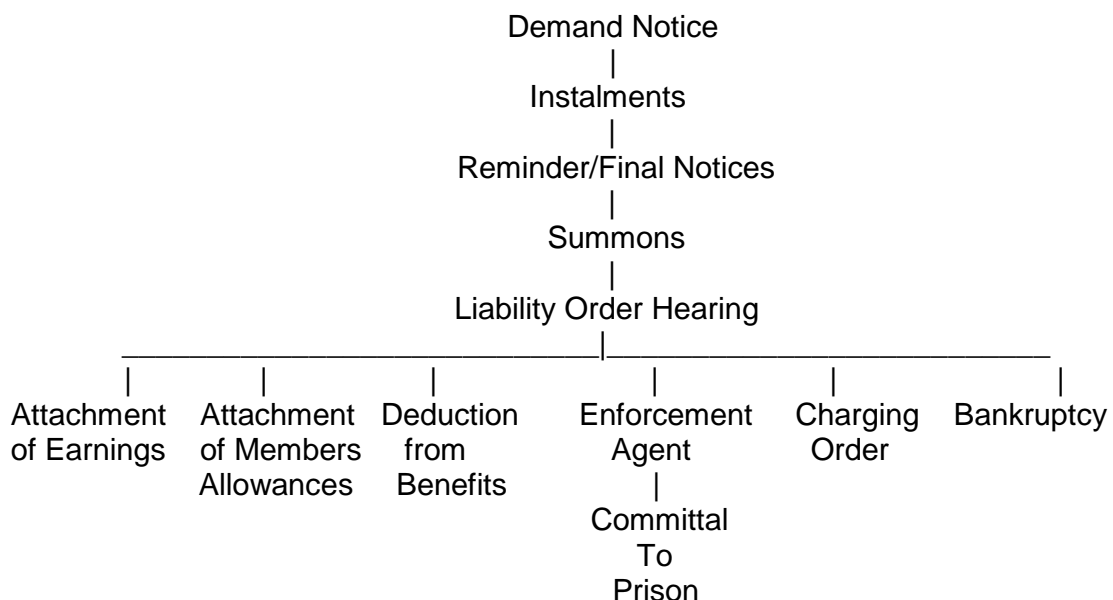 Demand Notice
Instalments
Reminder/Final Notices
Summons
Liability Order Hearing
Attachment of Earnings
Attachment of Members Allowances
Deduction from Benefits
Enforcement Agent
Charging Order
Bankruptcy
Committal
To
Prison